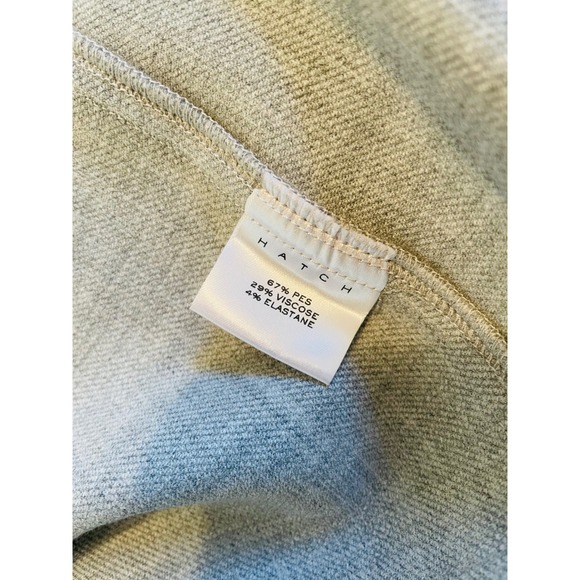 HATCH
67% PES
29% VISCOSE
4% ELASTANE